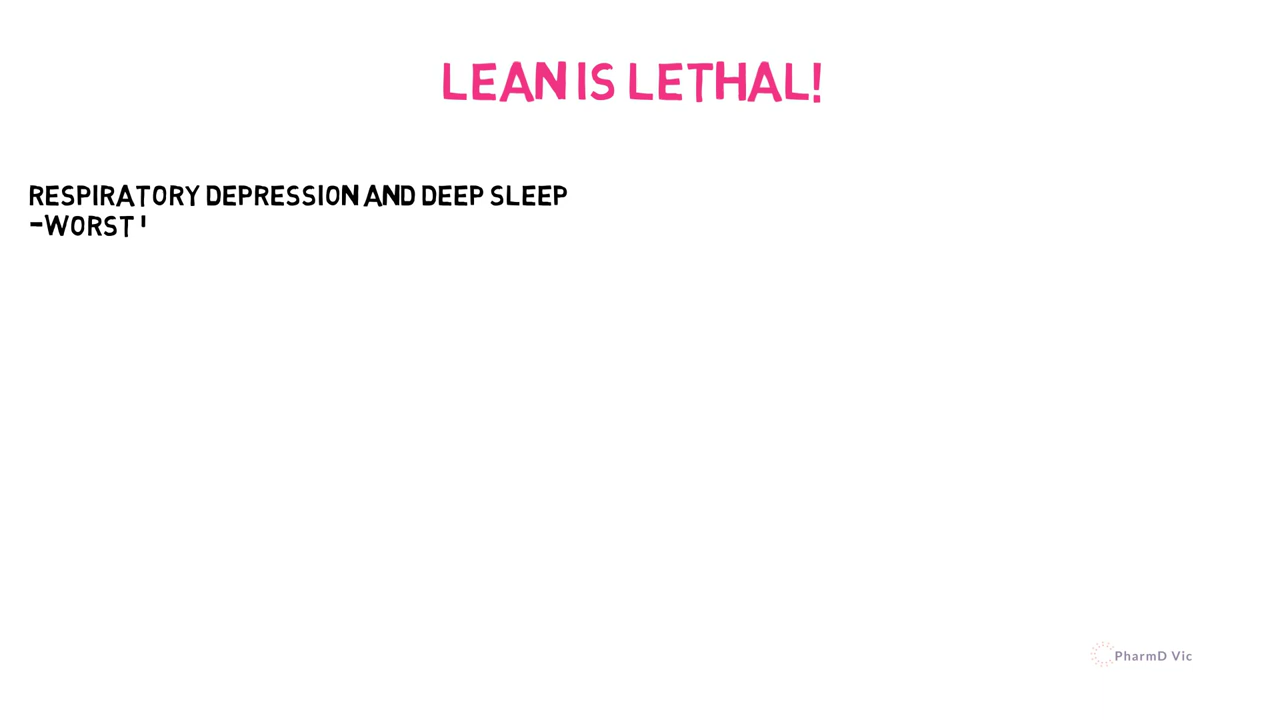 LEAN IS LETHAL!
RESPIRATORY DEPRESSION AND DEEP SLEEP
-WORST
PharmD Vic